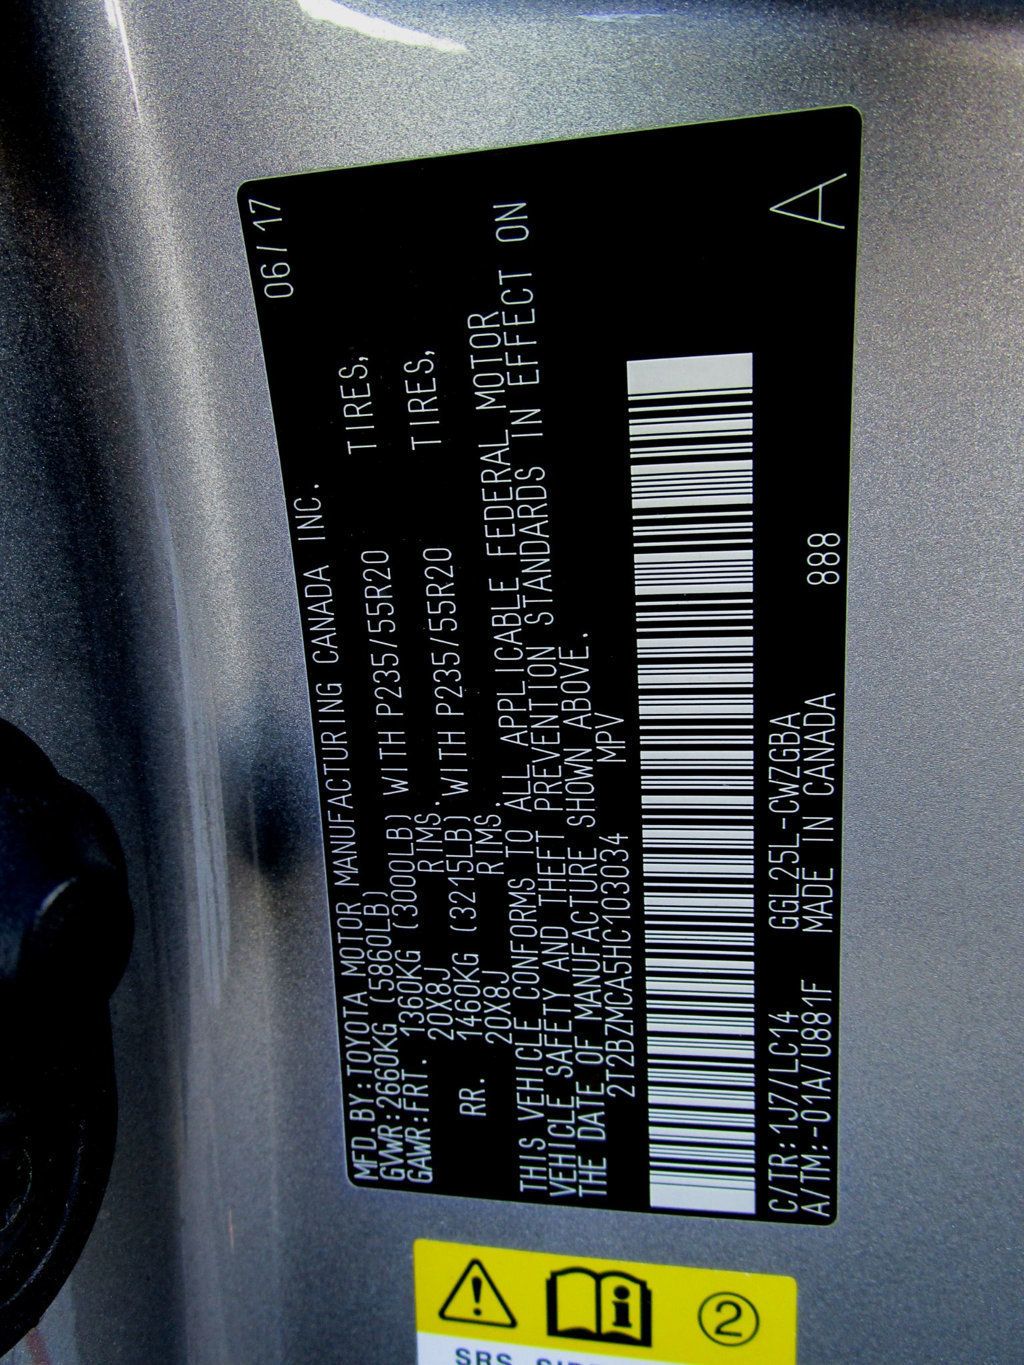 MFD.BY:TOYOTA MOTOR MANUFACTURING CANADA INC. 06/17
GVWR:2660KG (5860LB)
GAWR:FRT. 1360KG (3000LB) WITH P235/55R20 TIRES,
20X8J RIMS.
RR. 1460KG (3215LB) WITH P235/55R20 TIRES,
20X8J RIMS.
THIS VEHICLE CONFORMS TO ALL APPLICABLE FEDERAL MOTOR
VEHICLE SAFETY AND THEFT PREVENTION STANDARDS IN EFFECT ON
THE DATE OF MANUFACTURE SHOWN ABOVE.
2T2BZMCA5HC103034 MPV
C/TR:1J7/LC14 GGL25L-CWZGBA
A/TM:-01A/U881F MADE IN CANADA 888 A
2
SRS